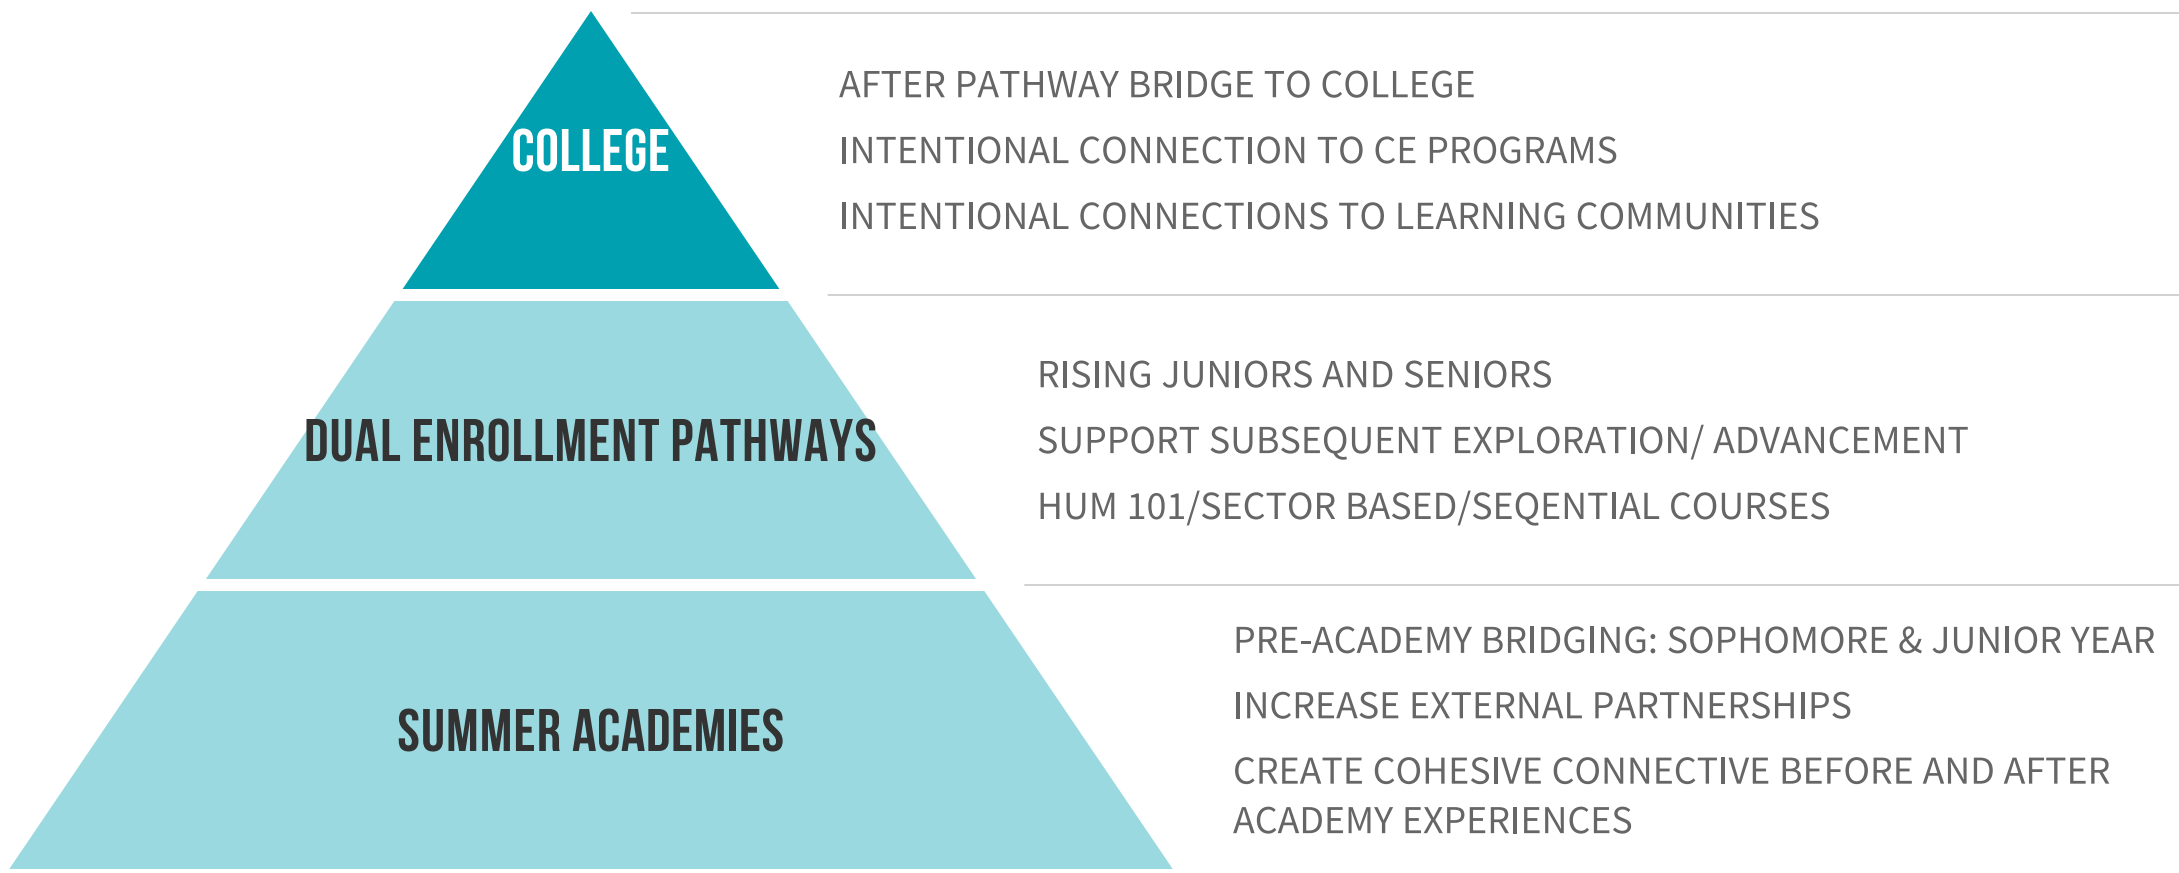 COLLEGE
AFTER PATHWAY BRIDGE TO COLLEGE
INTENTIONAL CONNECTION TO CE PROGRAMS
INTENTIONAL CONNECTIONS TO LEARNING COMMUNITIES
DUAL ENROLLMENT PATHWAYS
RISING JUNIORS AND SENIORS
SUPPORT SUBSEQUENT EXPLORATION/ ADVANCEMENT
HUM 101/SECTOR BASED/SEQENTIAL COURSES
SUMMER ACADEMIES
PRE-ACADEMY BRIDGING: SOPHOMORE & JUNIOR YEAR
INCREASE EXTERNAL PARTNERSHIPS
CREATE COHESIVE CONNECTIVE BEFORE AND AFTER
ACADEMY EXPERIENCES